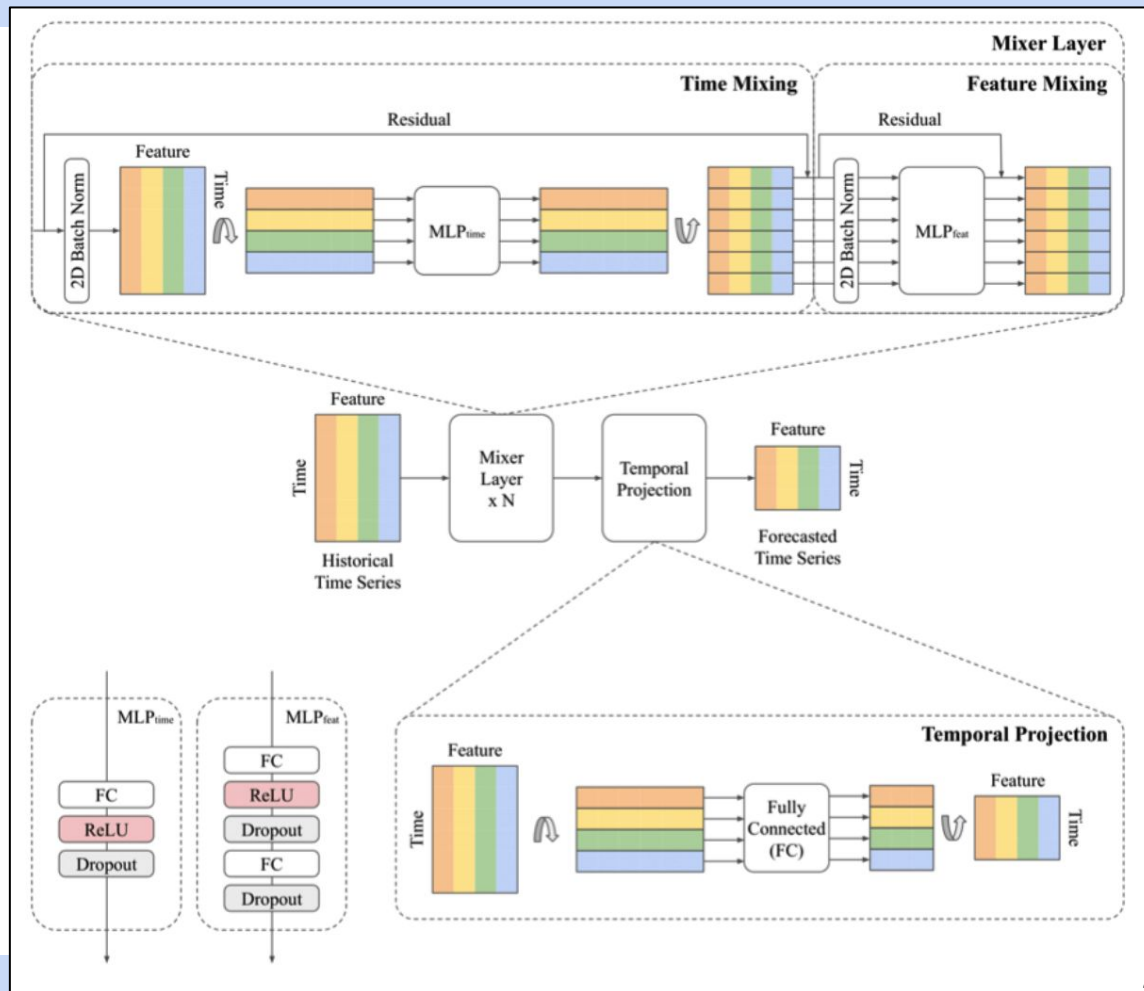 Mixer Layer
Time Mixing
Feature Mixing
Residual
Residual
Feature
Time
2D Batch Norm
MLPtime
2D Batch Norm
MLPfeat
Feature
Time
Historical
Time Series
Mixer
Layer
x N
Temporal
Projection
Feature
Time
Forecasted
Time Series
MLPtime
FC
ReLU
Dropout
MLPfeat
FC
ReLU
Dropout
FC
Dropout
Temporal Projection
Feature
Time
Fully
Connected
(FC)
Feature
Time